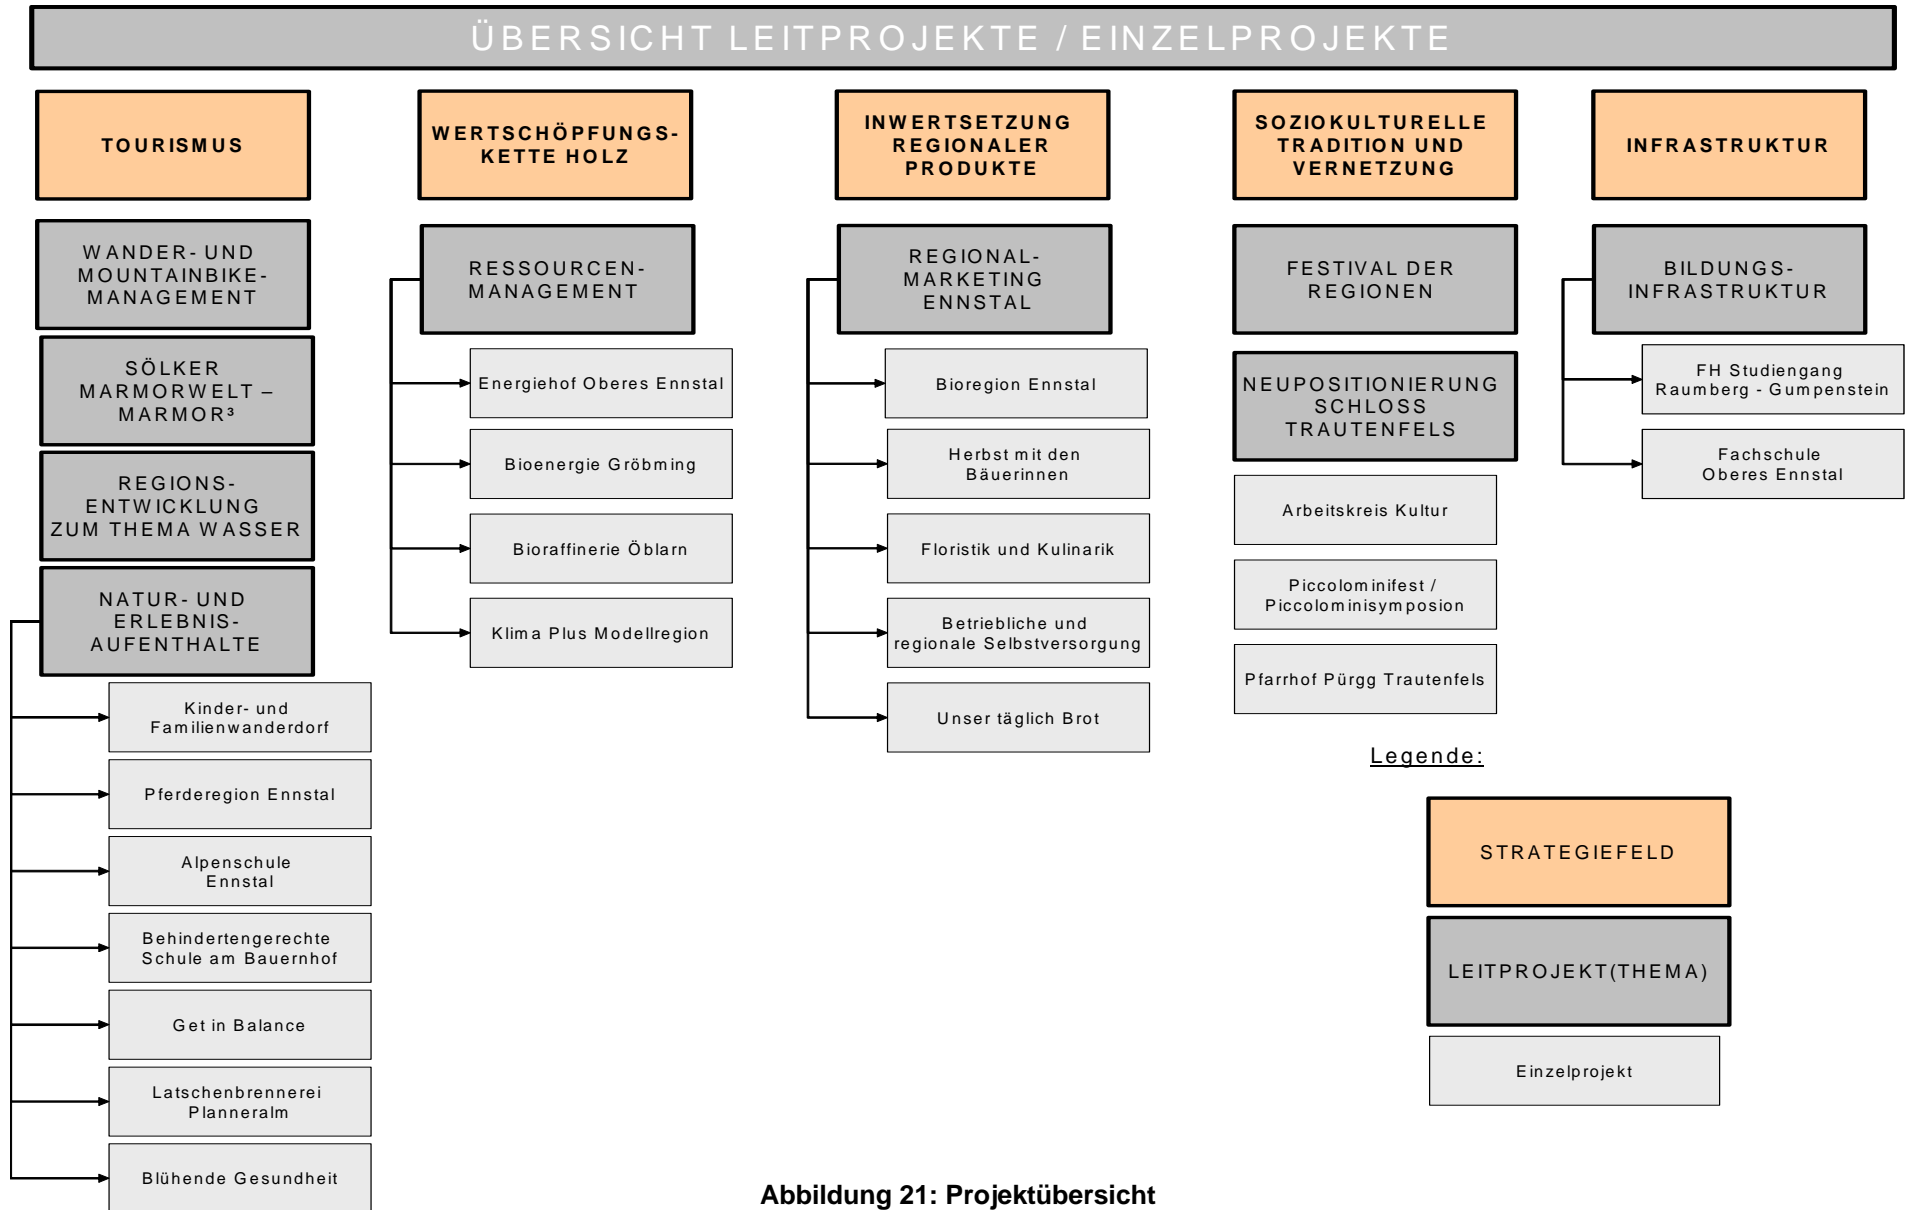 ÜBERSICHT LEITPROJEKTE / EINZELPROJEKTE
TOURISMUS
WANDER- UND
MOUNTAINBIKE-
MANAGEMENT
SÖLKER
MARMORWELT –
MARMOR³
REGIONS-
ENTWICKLUNG
ZUM THEMA WASSER
NATUR- UND
ERLEBNIS-
AUFENTHALTE
Kinder- und
Familienwanderdorf
Pferderegion Ennstal
Alpenschule
Ennstal
Behindertengerechte
Schule am Bauernhof
Get in Balance
Latschenbrennerei
Planneralm
Blühende Gesundheit
WERTSCHÖPFUNGS-
KETTE HOLZ
RESSOURCEN-
MANAGEMENT
Energiehof Oberes Ennstal
Bioenergie Gröbming
Bioraffinerie Öblarn
Klima Plus Modellregion
INWERTSETZUNG
REGIONALER
PRODUKTE
REGIONAL-
MARKETING
ENNSTAL
Bioregion Ennstal
Herbst mit den
Bäuerinnen
Floristik und Kulinarik
Betriebliche und
regionale Selbstversorgung
Unser täglich Brot
SOZIOKULTURELLE
TRADITION UND
VERNETZUNG
FESTIVAL DER
REGIONEN
NEUPOSITIONIERUNG
SCHLOSS
TRAUTENFELS
Arbeitskreis Kultur
Piccolominifest /
Piccolominisymposion
Pfarrhof Pürgg Trautenfels
INFRASTRUKTUR
BILDUNGS-
INFRASTRUKTUR
FH Studiengang
Raumberg - Gumpenstein
Fachschule
Oberes Ennstal
Legende:
STRATEGIEFELD
LEITPROJEKT(THEMA)
Einzelprojekt
Abbildung 21: Projektübersicht